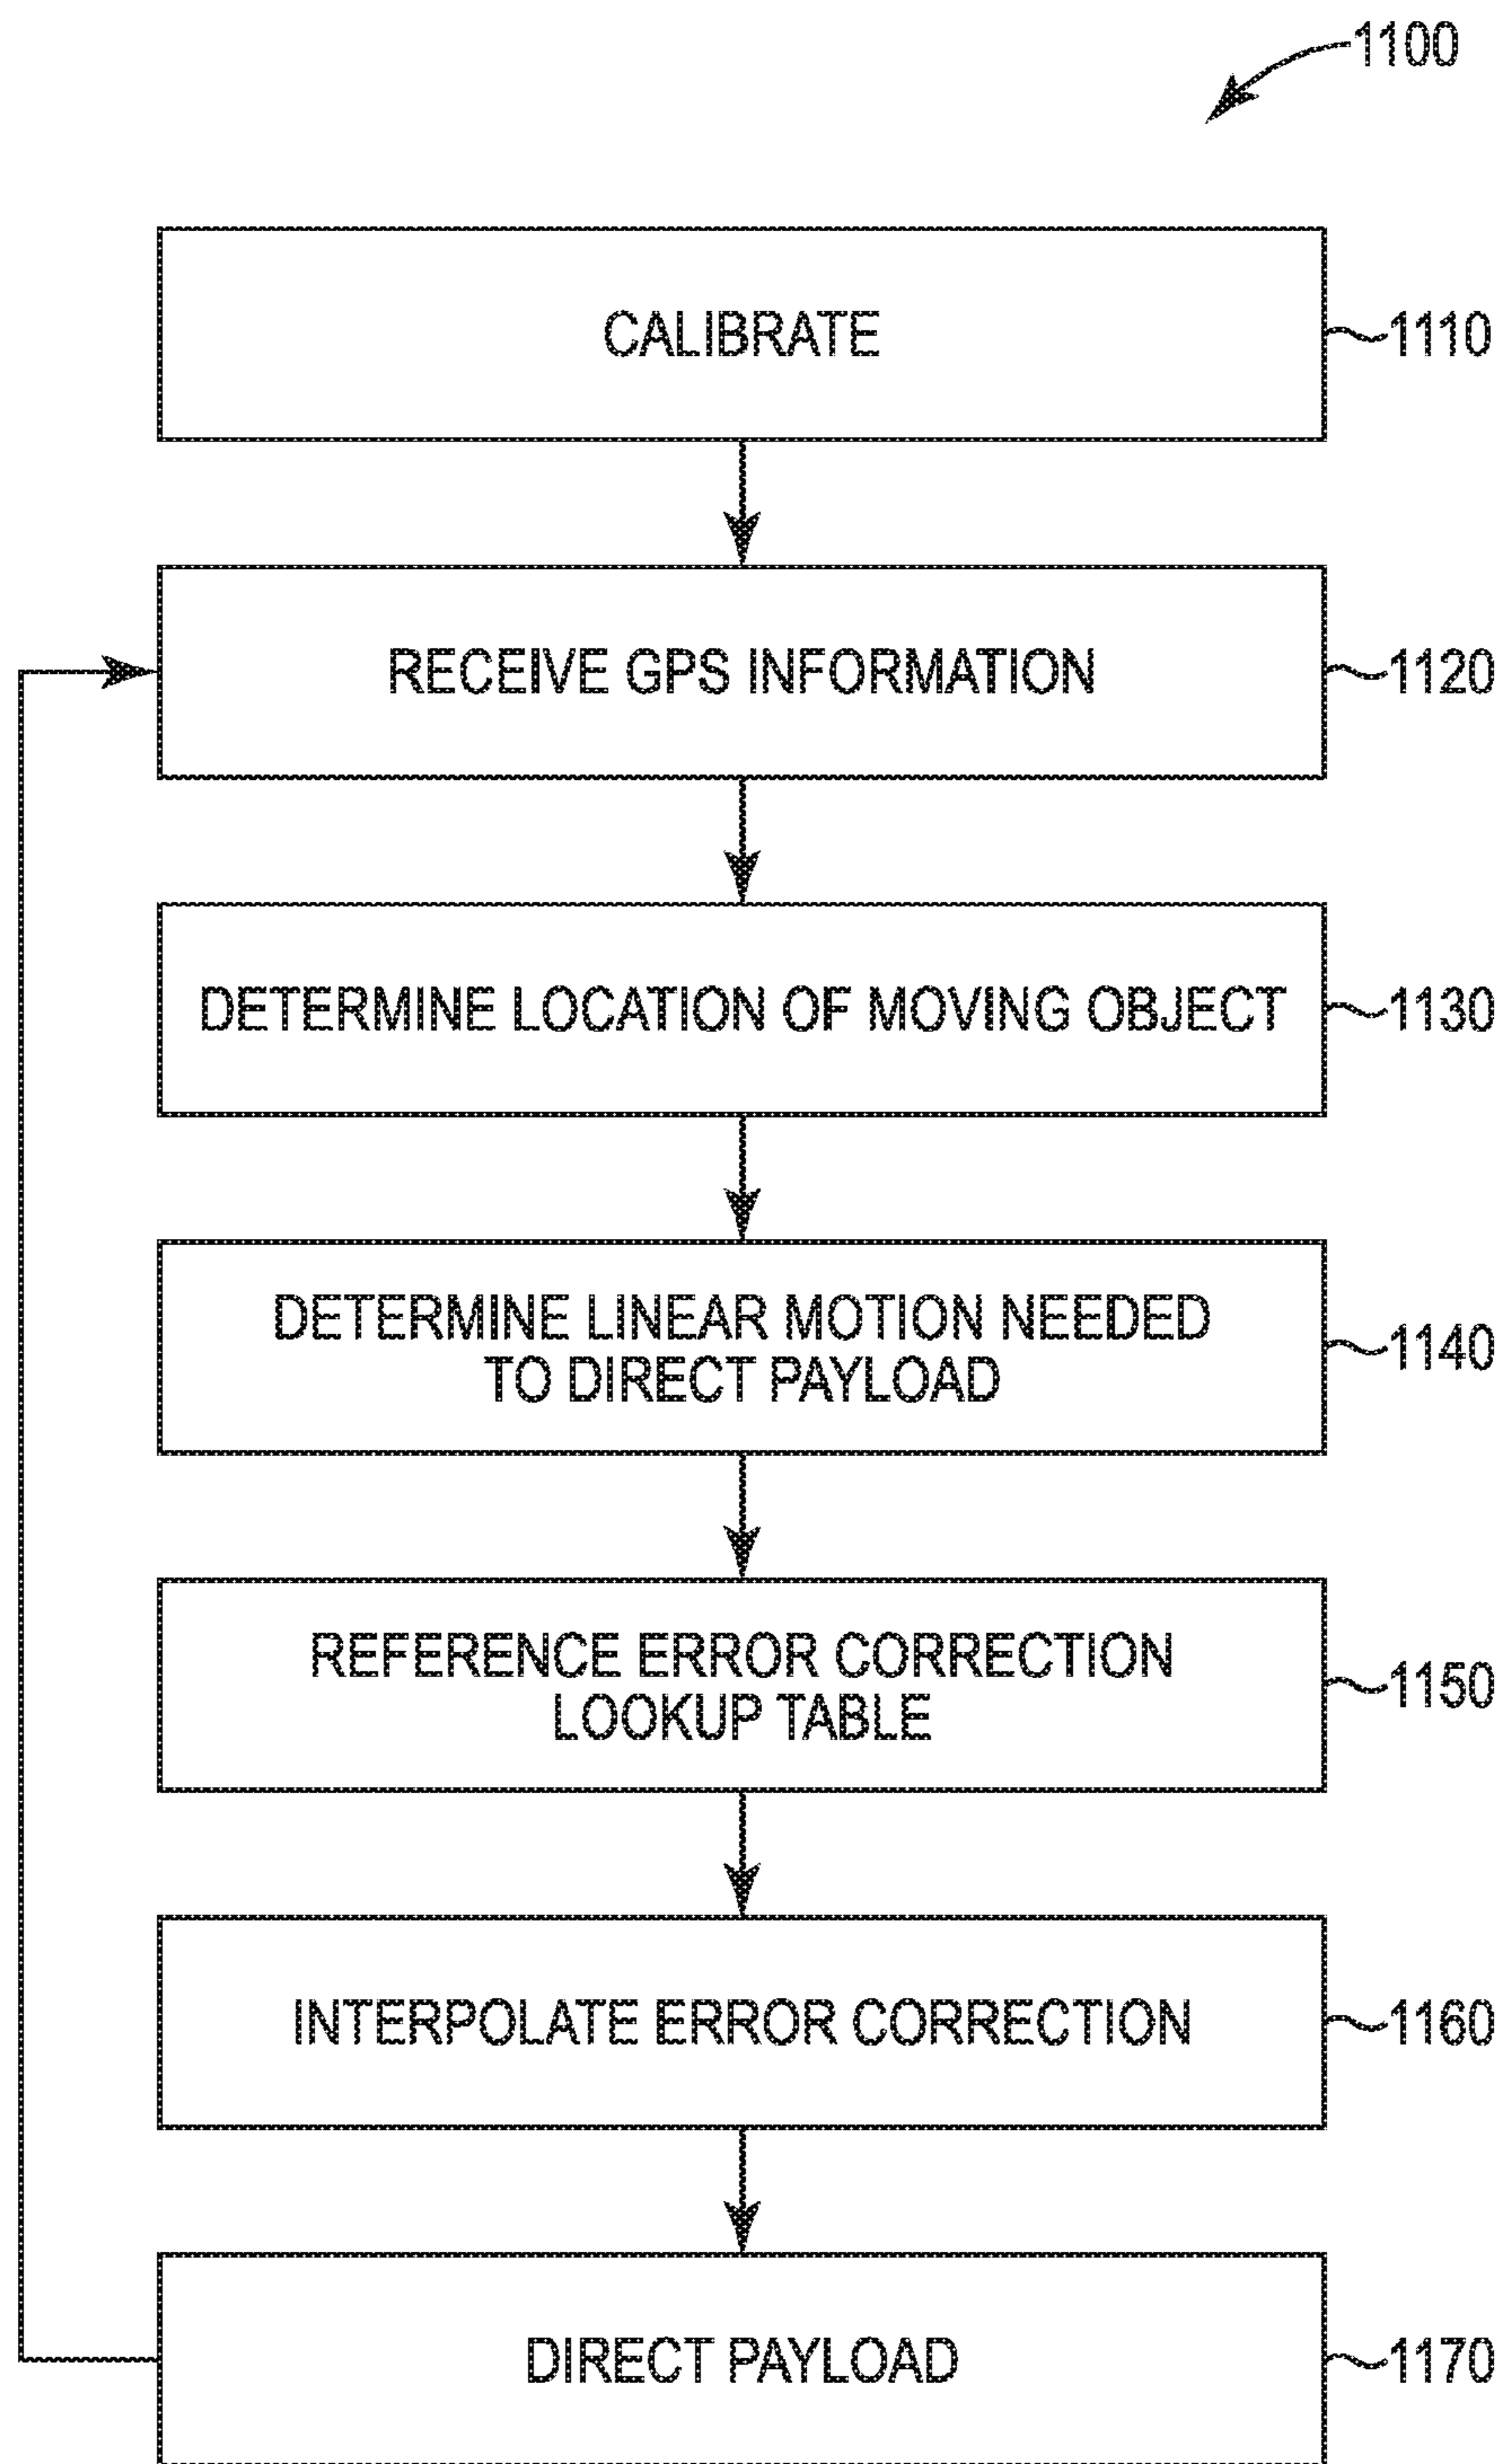 1100
CALIBRATE
1110
RECEIVE GPS INFORMATION
1120
DETERMINE LOCATION OF MOVING OBJECT
1130
DETERMINE LINEAR MOTION NEEDED
TO DIRECT PAYLOAD
1140
REFERENCE ERROR CORRECTION
LOOKUP TABLE
1150
INTERPOLATE ERROR CORRECTION
1160
DIRECT PAYLOAD
1170